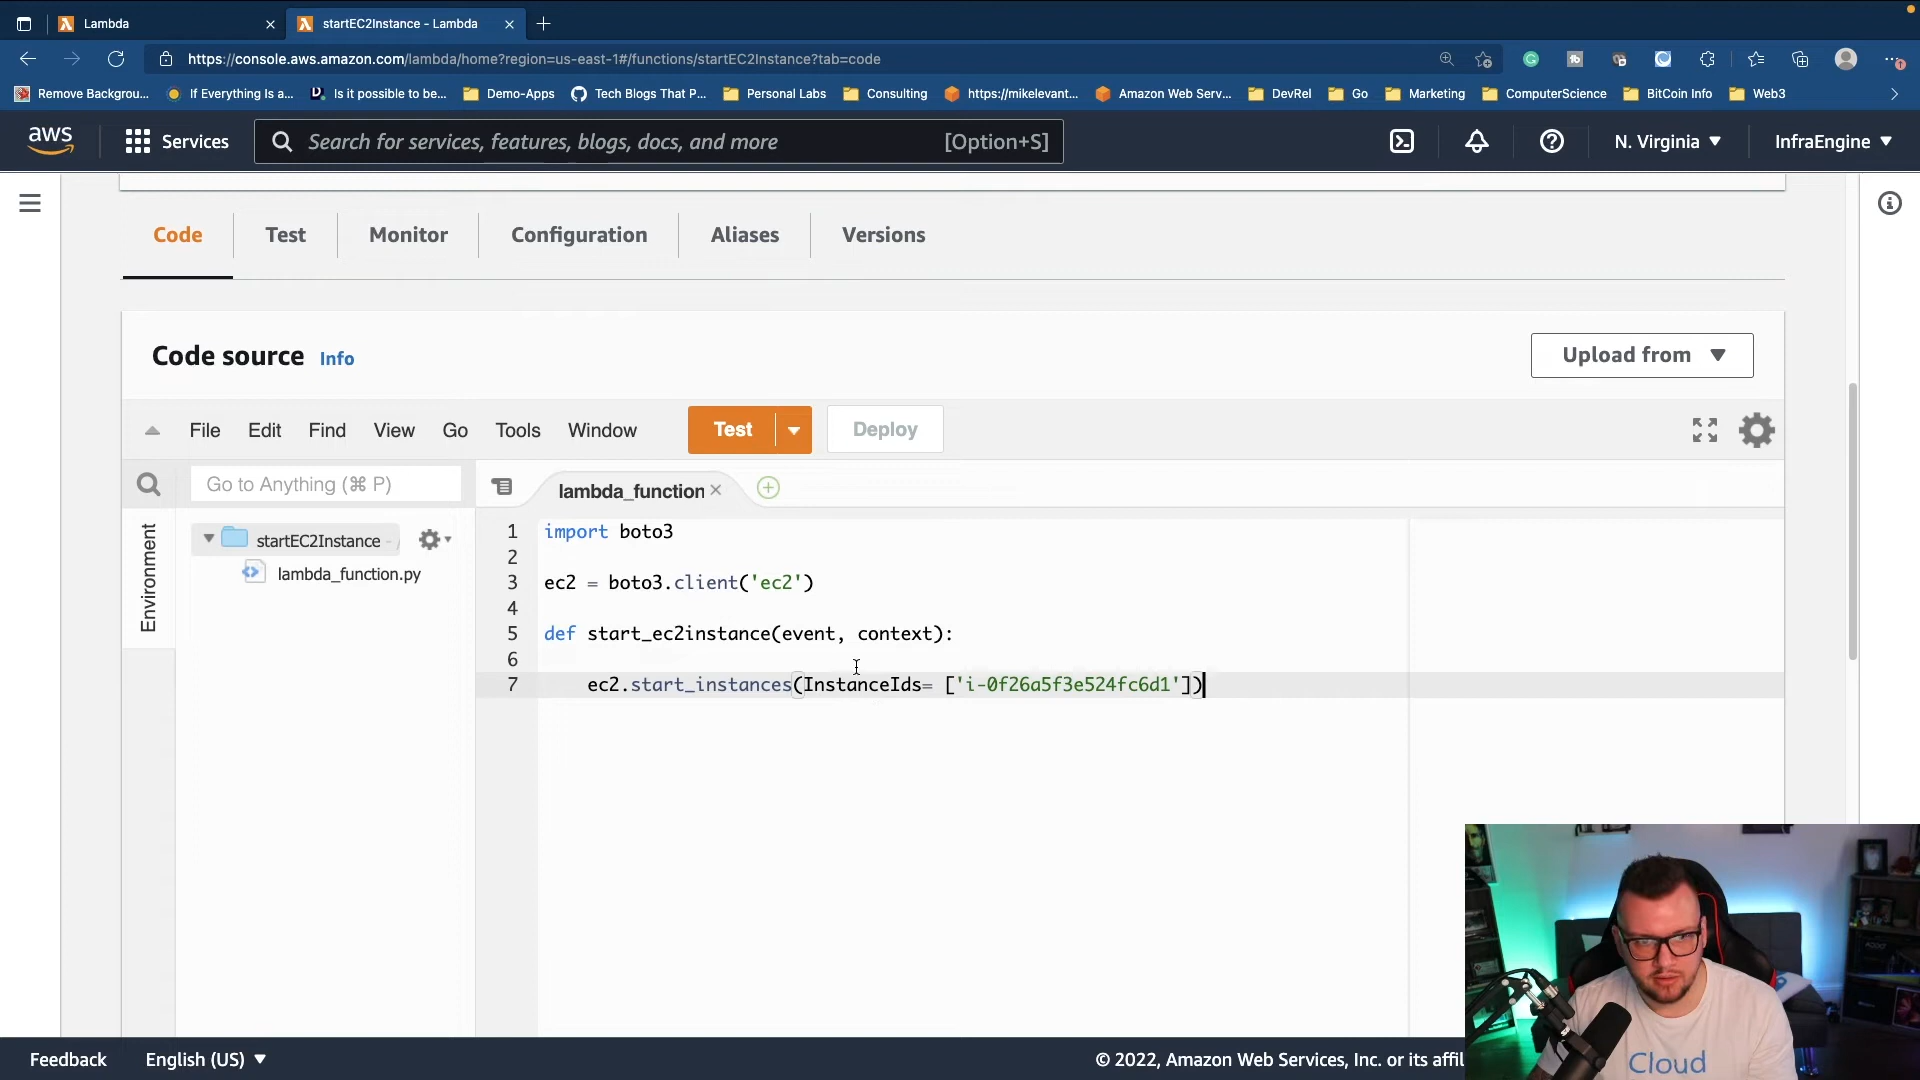 Lambda
startEC2Instance - Lambda
https://console.aws.amazon.com/lambda/home?region=us-east-1#/functions/startEC2Instance?tab=code
Remove Backgrou... If Everything Is a... Is it possible to be... Demo-Apps Tech Blogs That P... Personal Labs Consulting https://mikelevant... Amazon Web Serv... DevRel Go Marketing ComputerScience BitCoin Info Web3
aws Services Search for services, features, blogs, docs, and more [Option+S] N. Virginia ▼ InfraEngine ▼
Code Test Monitor Configuration Aliases Versions
Code source Info Upload from ▼
File Edit Find View Go Tools Window Test Deploy
Go to Anything (⌘ P) lambda_function
Environment
startEC2Instance - /
lambda_function.py
1 import boto3
2
3 ec2 = boto3.client('ec2')
4
5 def start_ec2instance(event, context):
6
7 ec2.start_instances(InstanceIds= ['i-0f26a5f3e524fc6d1'])
Cloud
Feedback English (US) ▼ © 2022, Amazon Web Services, Inc. or its affil